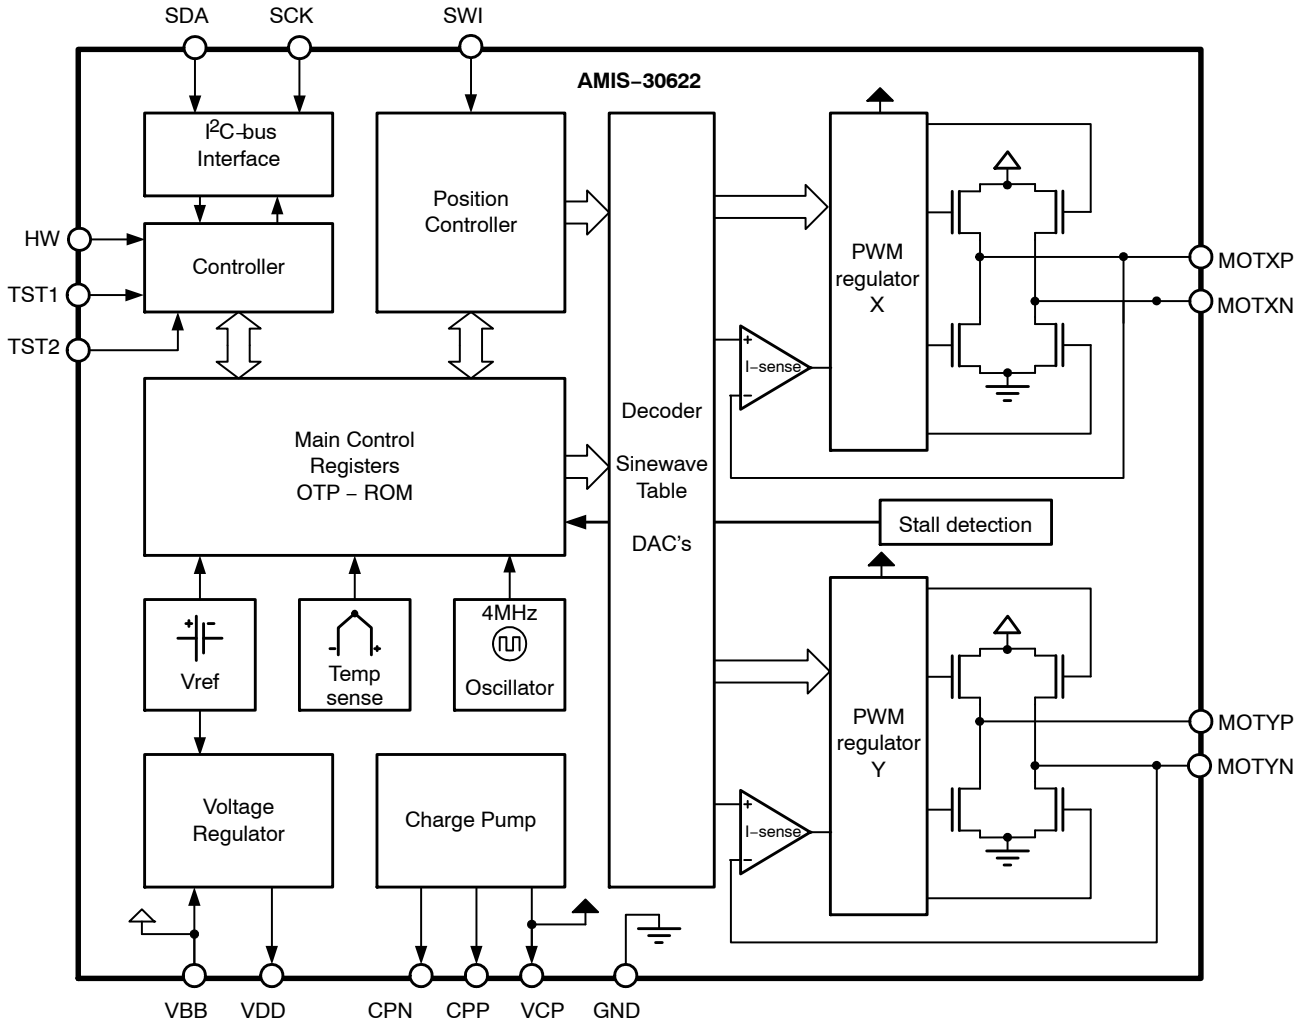 SDA
SCK
SWI
AMIS−30622
I²C−bus
Interface
Position
Controller
HW
Controller
PWM
regulator
X
MOTXP
MOTXN
TST1
TST2
+
I−sense
−
Decoder
Sinewave
Table
DAC's
Main Control
Registers
OTP − ROM
Stall detection
+ −
Vref
− +
Temp
sense
4MHz
Oscillator
PWM
regulator
Y
MOTYP
MOTYN
+
I−sense
−
Voltage
Regulator
Charge Pump
VBB
VDD
CPN
CPP
VCP
GND